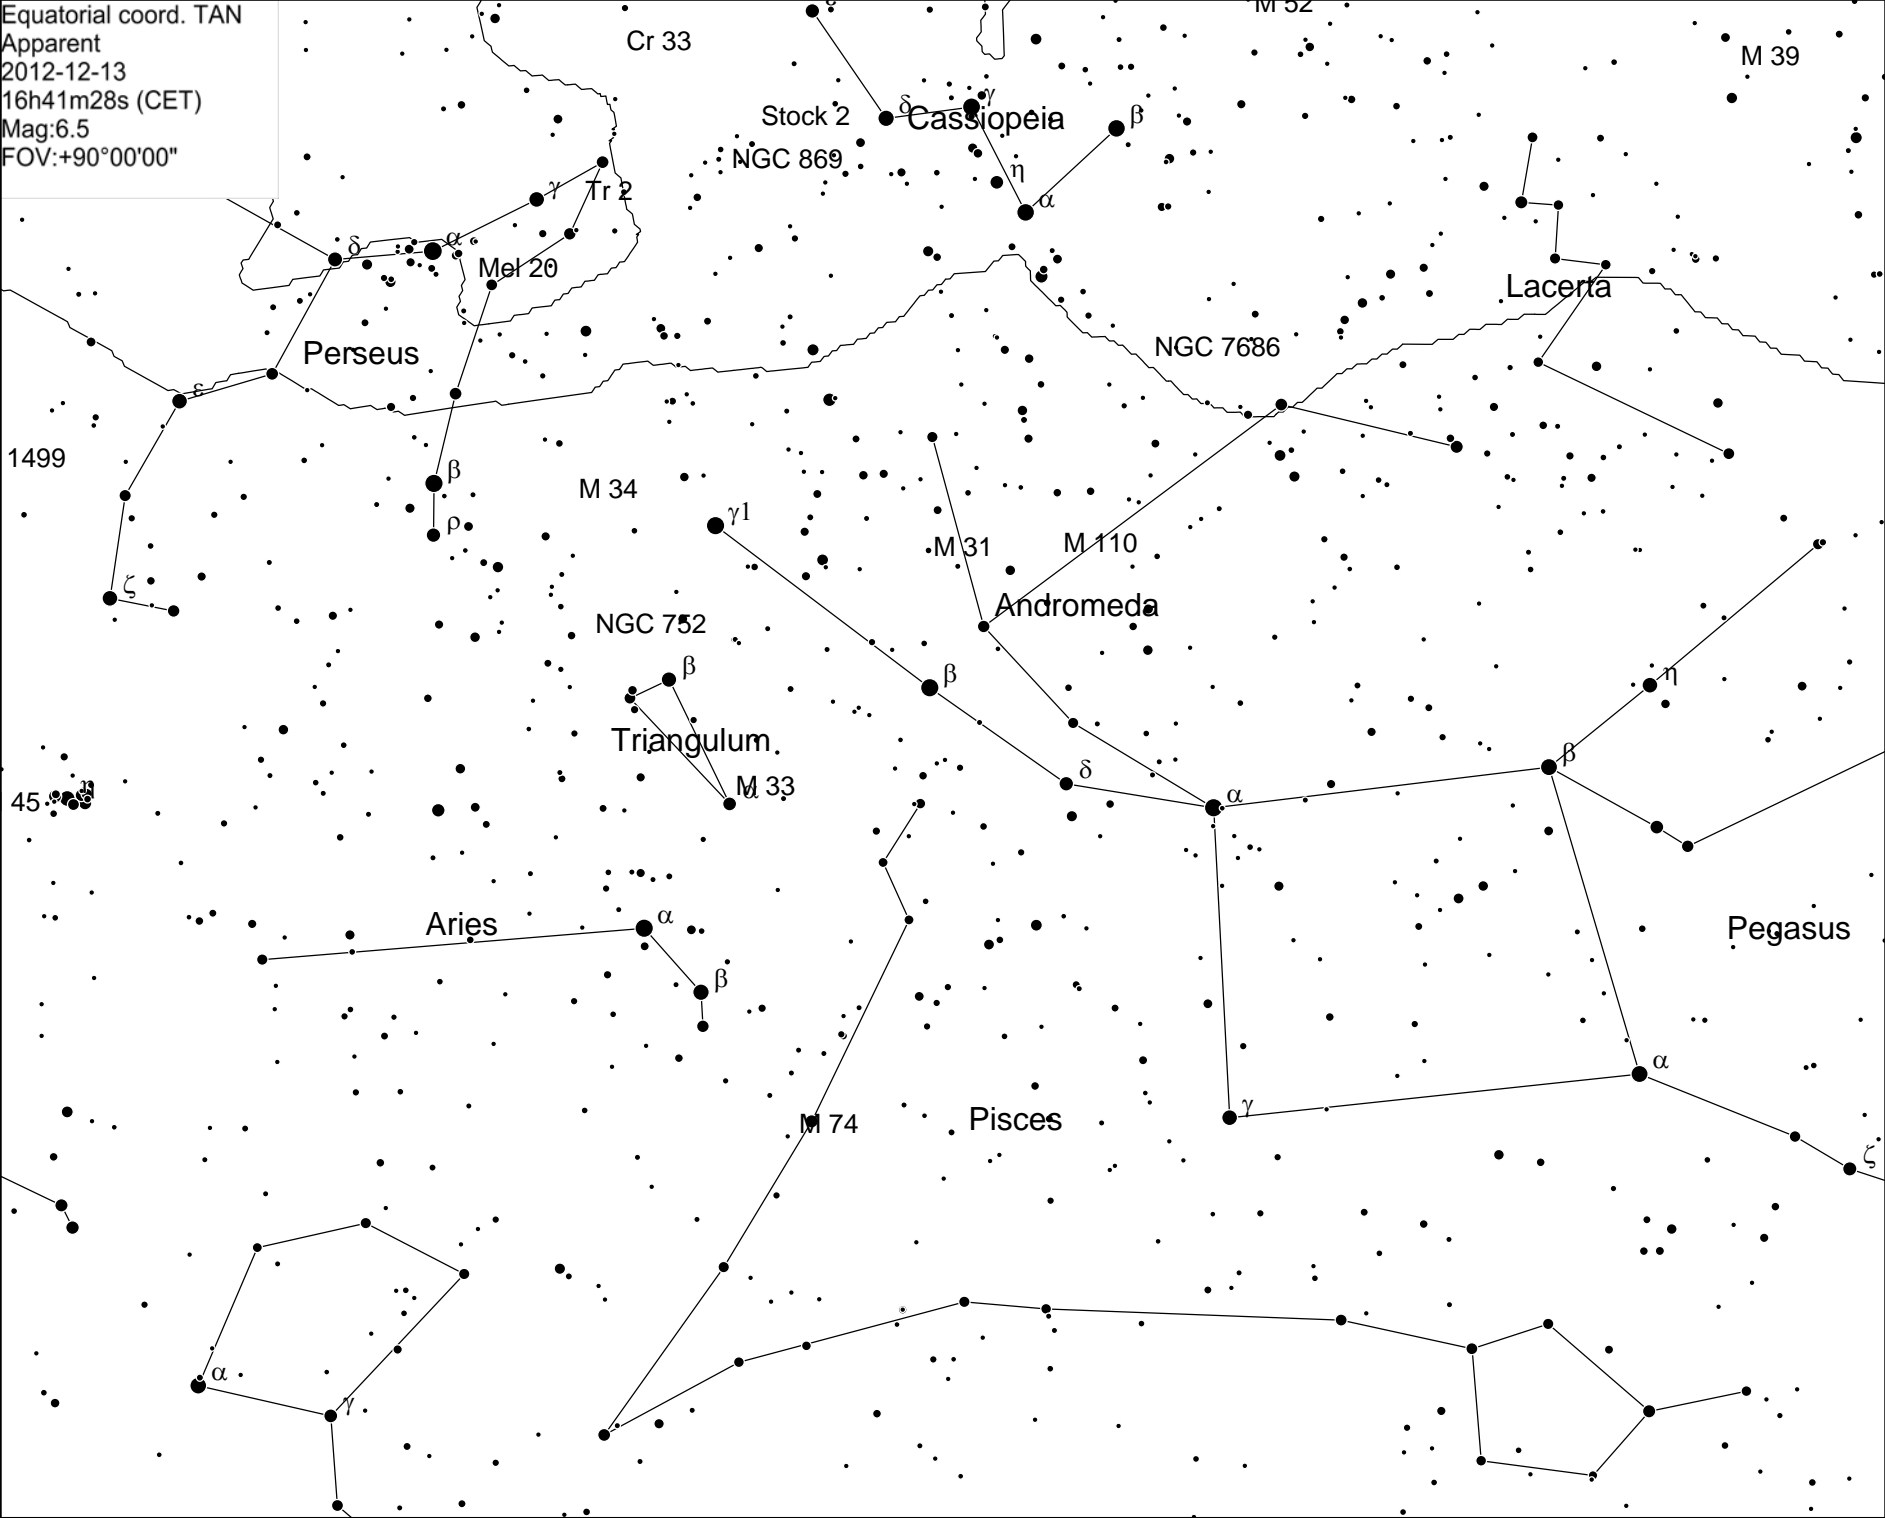 Equatorial coord. TAN
Apparent
2012-12-13
16h41m28s (CET)
Mag:6.5
FOV:+90°00'00"
M 52
Cr 33
M 39
γ
Stock 2
δ
Cassiopeia
β
NGC 869
η
γ
Tr 2
α
δ
α
Mel 20
Lacerta
Perseus
NGC 7686
ε
1499
β
M 34
γ1
ρ
M 31
M 110
ζ
Andromeda
NGC 752
β
β
η
Triangulum
β
δ
M 33
α
α
45
η
α
Aries
Pegasus
β
α
γ
M 74
Pisces
ζ
α
γ